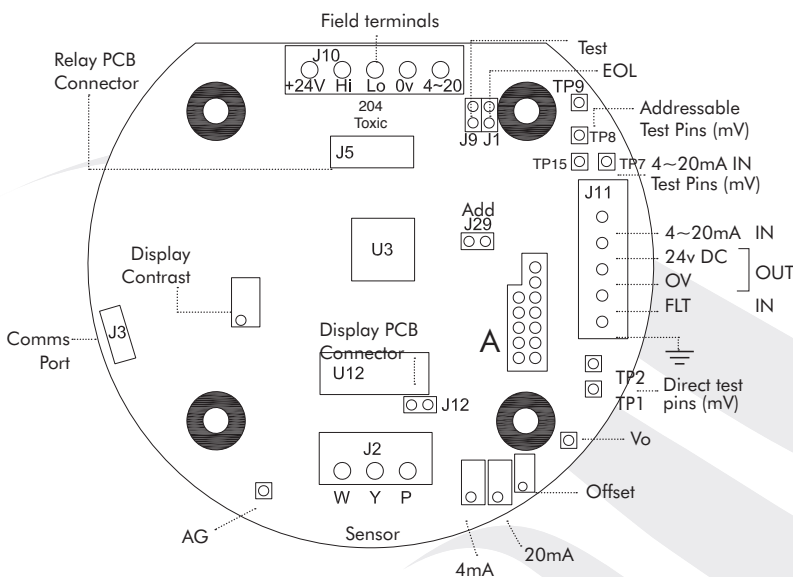 Field terminals
Relay PCB
Connector
J10
+24V Hi Lo 0v 4~20
204
Toxic
Test
EOL
J9 J1
TP9
TP8
Addressable
Test Pins (mV)
TP15
TP7
4~20mA IN
Test Pins (mV)
J5
J11
Add
J29
U3
4~20mA IN
24v DC
OV
OUT
FLT IN
Display
Contrast
J3
Comms
Port
Display PCB
Connector
U12
A
J12
TP2
TP1
Direct test
pins (mV)
J2
W Y P
Vo
Offset
AG
Sensor
4mA
20mA